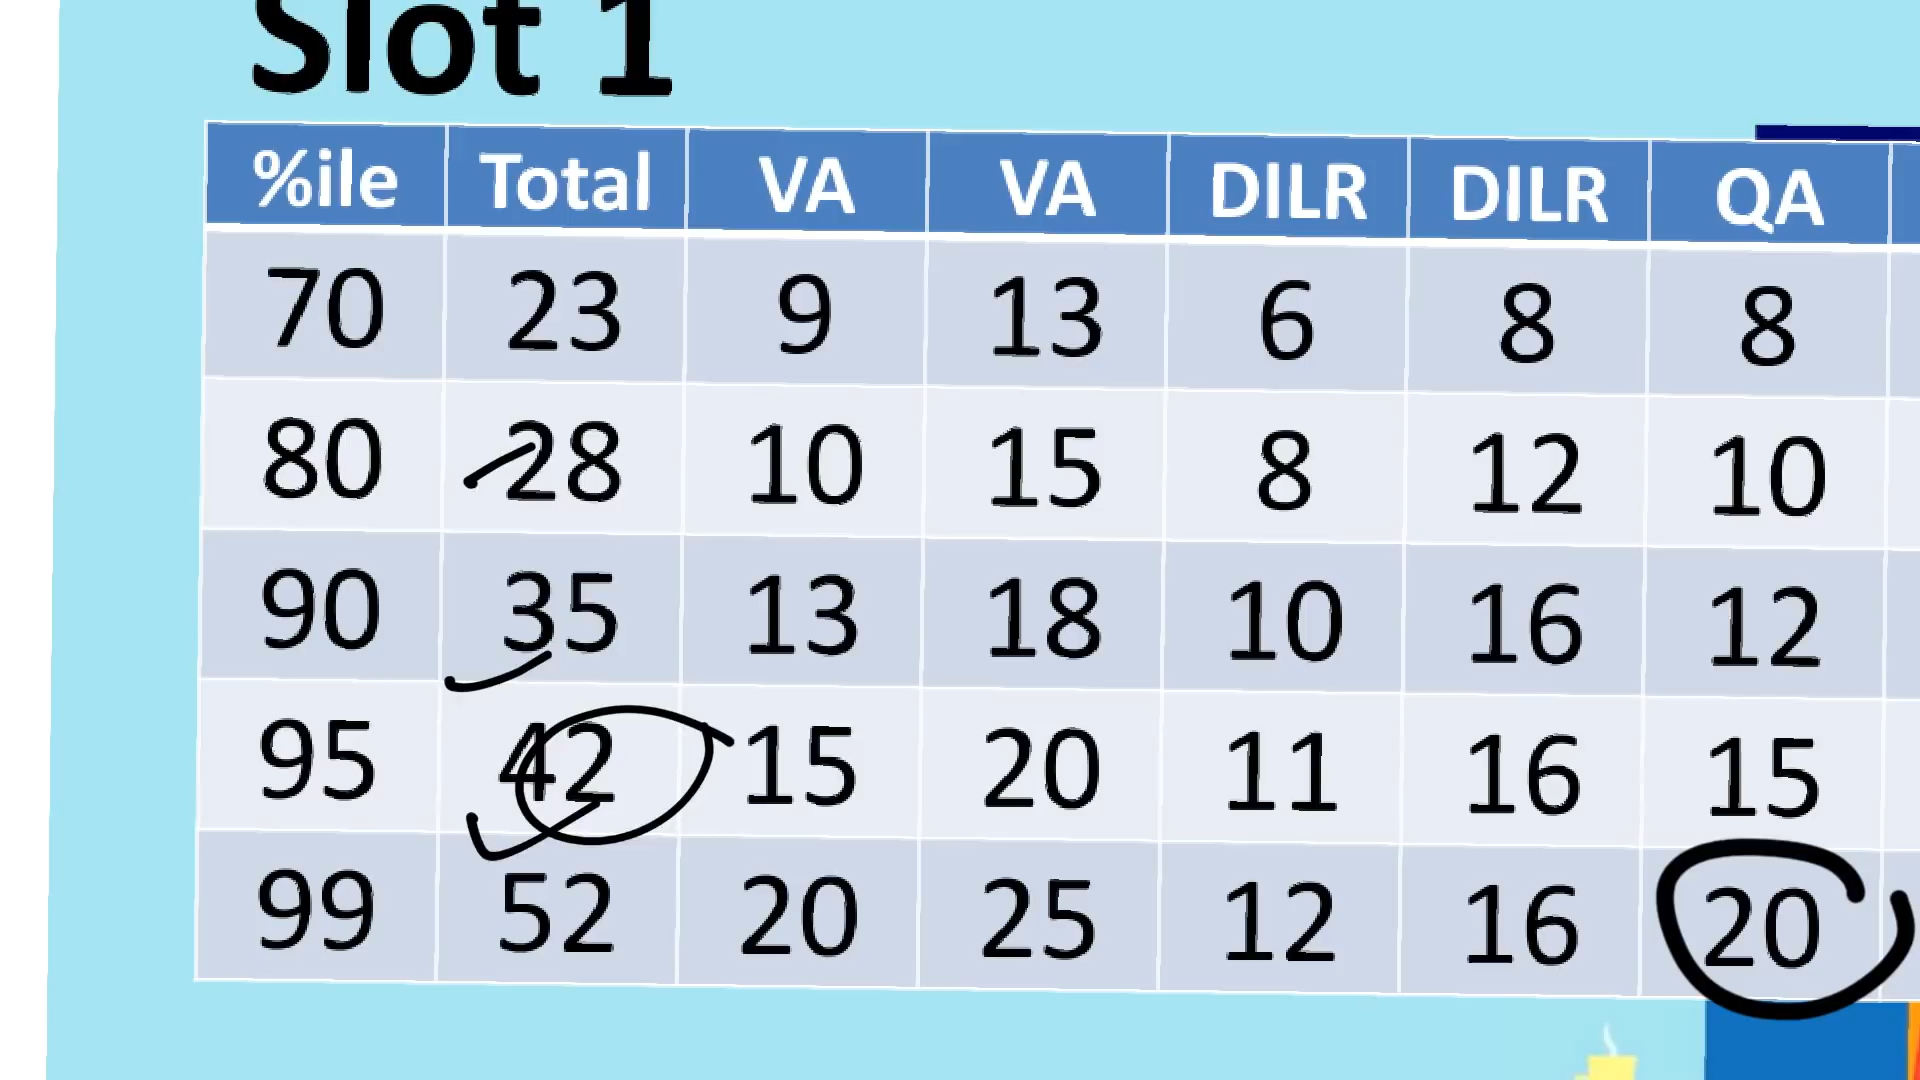 Slot 1
%ile Total VA VA DILR DILR QA
70 23 9 13 6 8 8
80 28 10 15 8 12 10
90 35 13 18 10 16 12
95 42 15 20 11 16 15
99 52 20 25 12 16 20